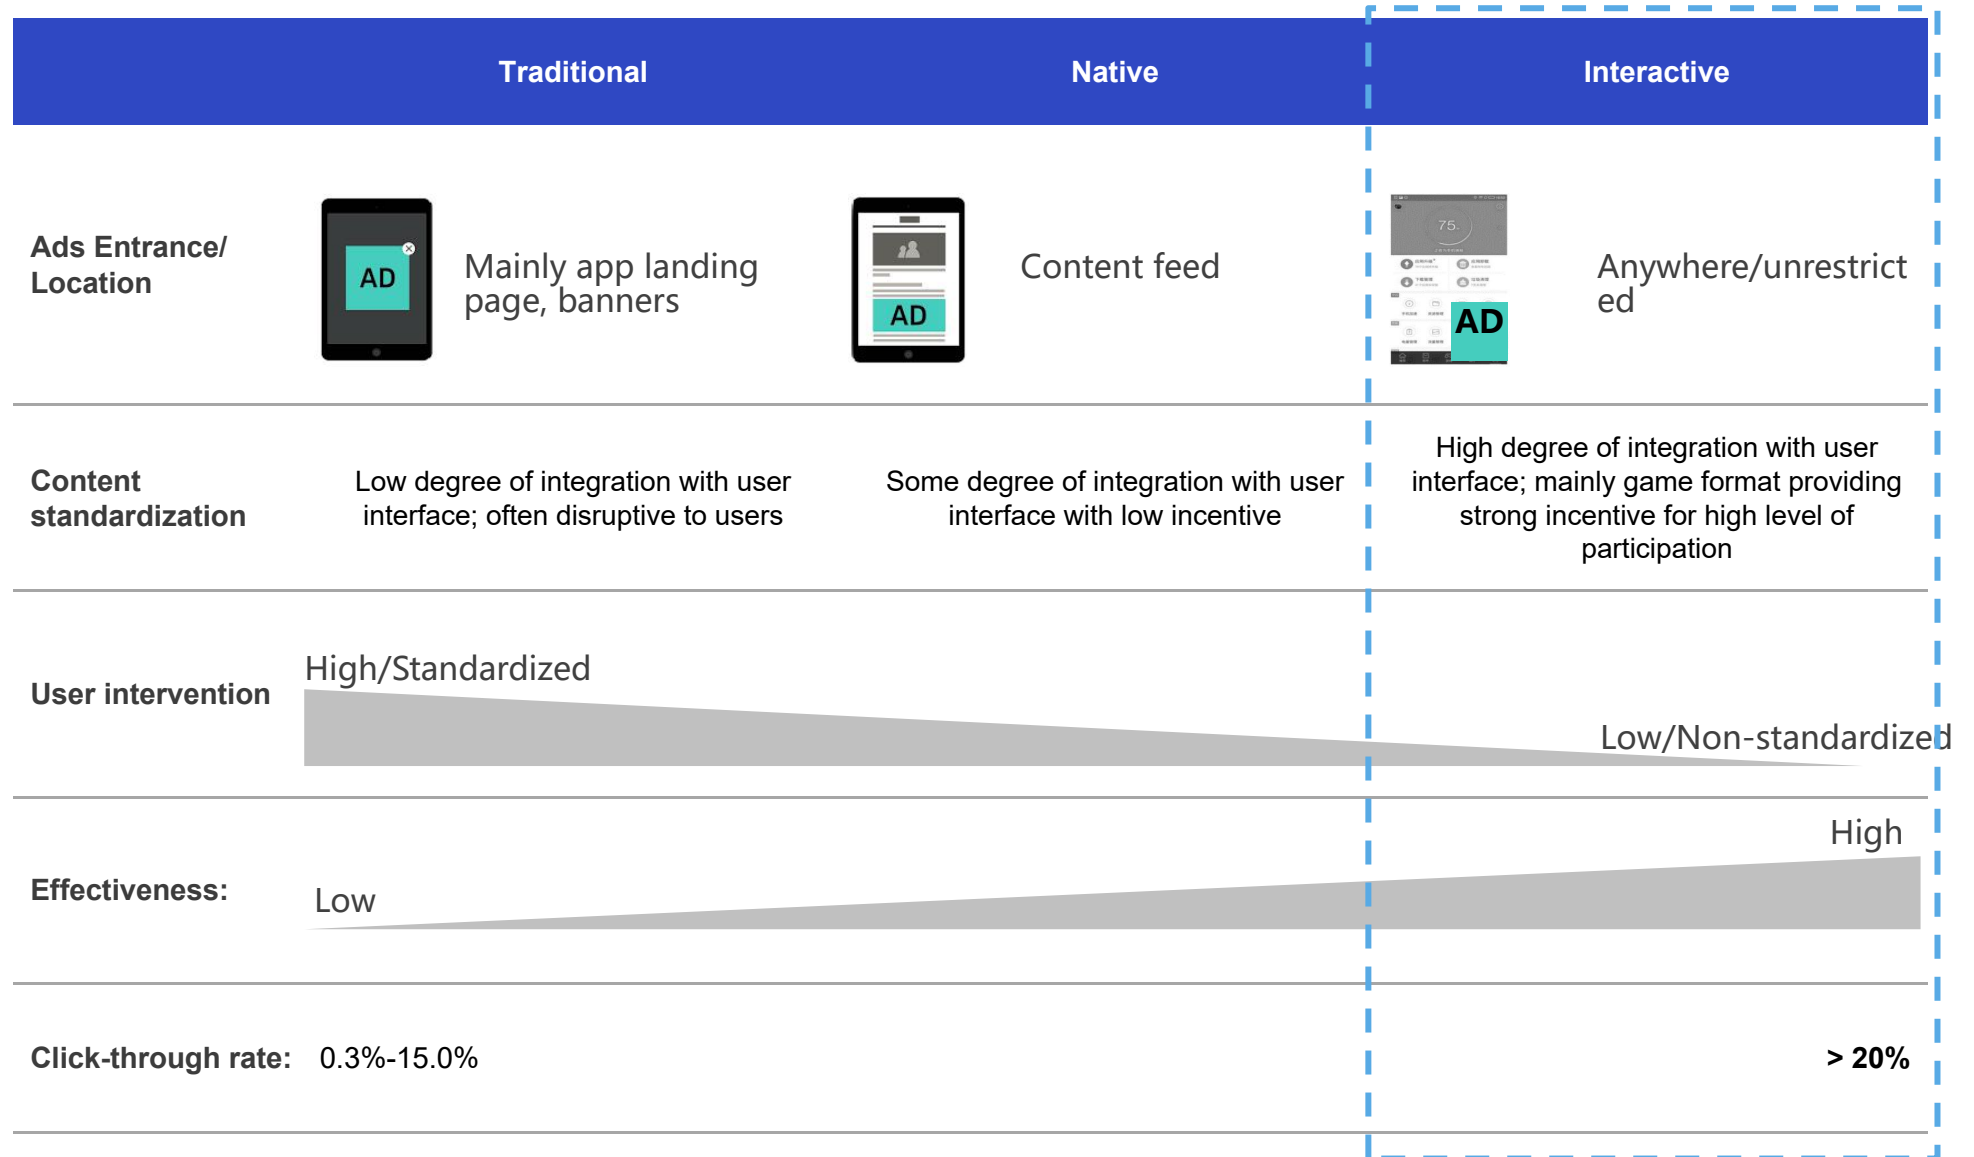 Traditional
Native
Interactive
Ads Entrance/
Location
AD
Mainly app landing
page, banners
AD
Content feed
75
AD
Anywhere/unrestrict
ed
Content
standardization
Low degree of integration with user
interface; often disruptive to users
Some degree of integration with user
interface with low incentive
High degree of integration with user
interface; mainly game format providing
strong incentive for high level of
participation
User intervention
High/Standardized
Low/Non-standardized
Effectiveness:
Low
High
Click-through rate:
0.3%-15.0%
> 20%